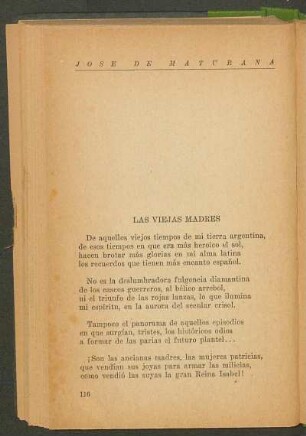 JOSE DE MATURANA
LAS VIEJAS MADRES
De aquellos viejos tiempos de mi tierra argentina,
de esos tiempos en que era más heroico el sol,
hacen brotar más glorias en mi alma latina
los recuerdos que tienen más encanto español.
No es la deslumbradora fulgencia diamantina
de los cascos guerreros, al bélico arrebol,
ni el triunfo de las rojas lanzas, lo que ilumina
mi espíritu, en la aurora del secular crisol.
Tampoco el panorama de aquellos episodios
en que surgían, tristes, los históricos odios
a formar de las patrias el futuro plantel...
¡Son las ancianas madres, las mujeres patricias,
que vendían sus joyas para armar las milicias,
como vendió las suyas la gran Reina Isabel!
116